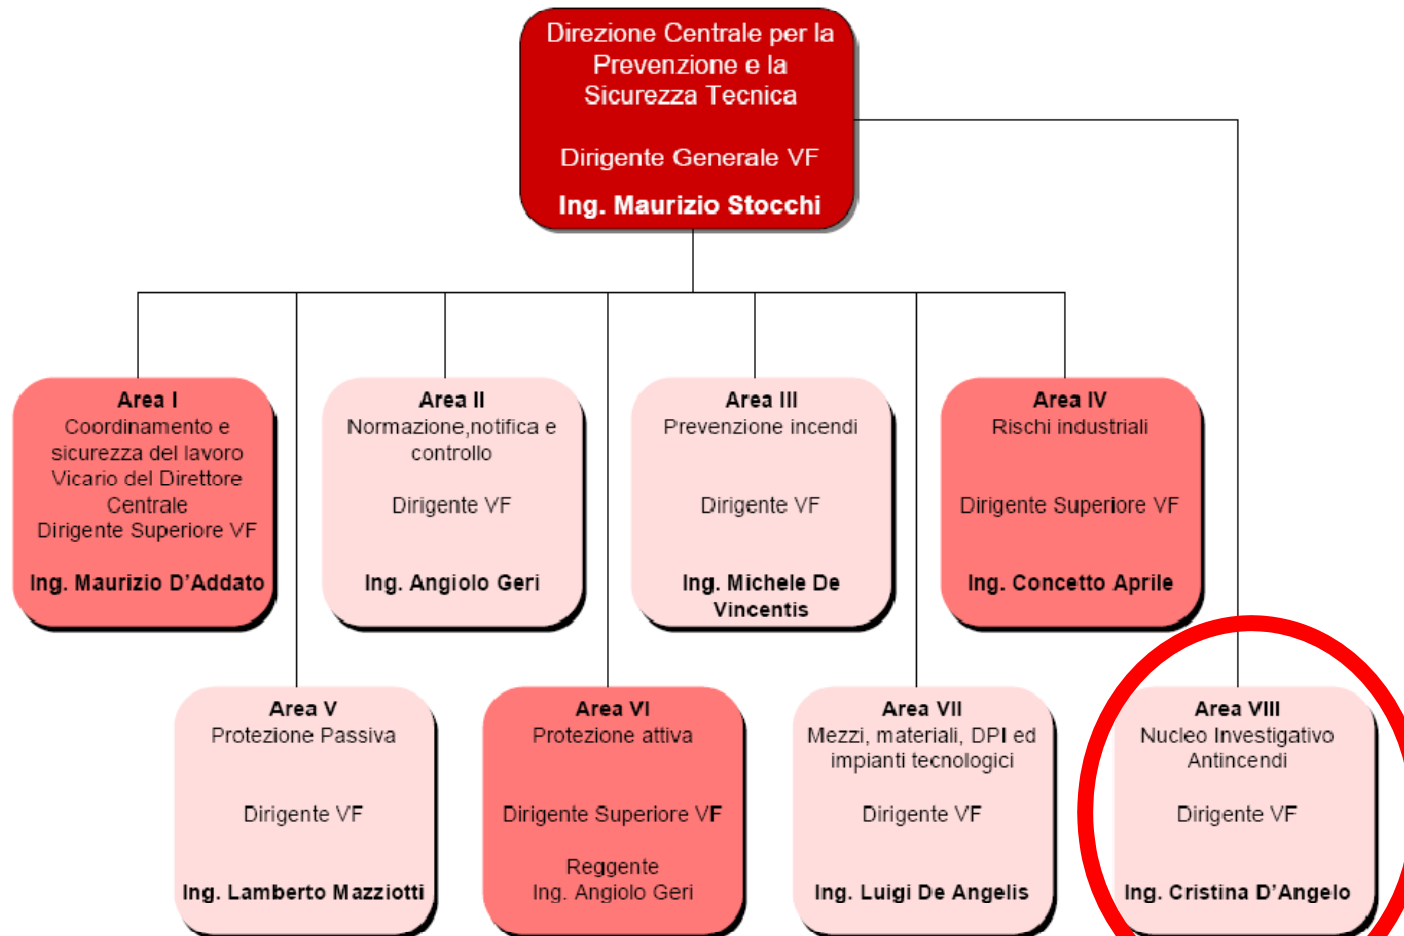 Direzione Centrale per la
Prevenzione e la
Sicurezza Tecnica
Dirigente Generale VF
Ing. Maurizio Stocchi
Area I
Coordinamento e
sicurezza del lavoro
Vicario del Direttore
Centrale
Dirigente Superiore VF
Ing. Maurizio D'Addato
Area II
Normazione,notifica e
controllo
Dirigente VF
Ing. Angiolo Geri
Area III
Prevenzione incendi
Dirigente VF
Ing. Michele De
Vincentis
Area IV
Rischi industriali
Dirigente Superiore VF
Ing. Concetto Aprile
Area V
Protezione Passiva
Dirigente VF
Ing. Lamberto Mazziotti
Area VI
Protezione attiva
Dirigente Superiore VF
Reggente
Ing. Angiolo Geri
Area VII
Mezzi, materiali, DPI ed
impianti tecnologici
Dirigente VF
Ing. Luigi De Angelis
Area VIII
Nucleo Investigativo
Antincendi
Dirigente VF
Ing. Cristina D'Angelo